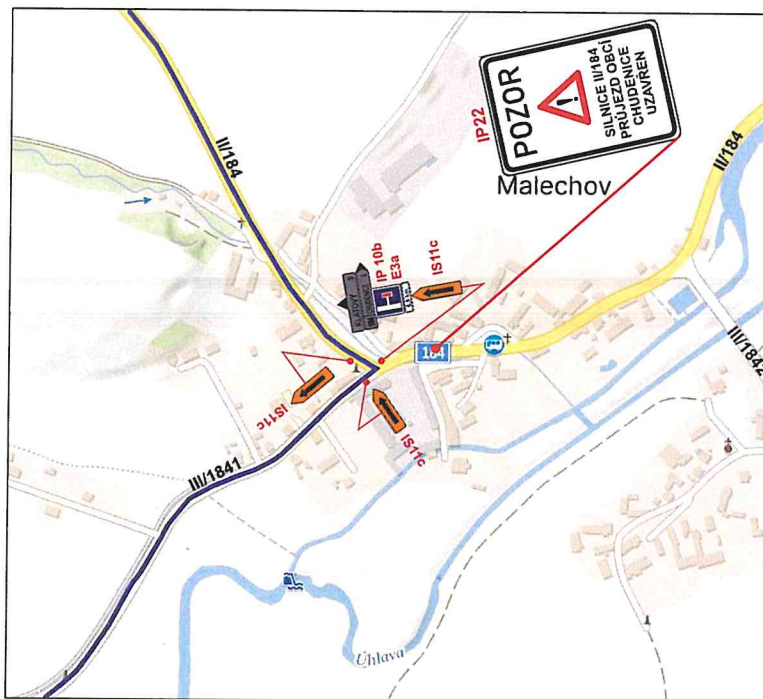 II/184
IP22
POZOR
SILNICE II/184
PRŮJEZD OBCÍ
CHUDENICE
UZAVŘEN
Malechov
II/184
KLATOVY
IP 10b
E3a
IS11c
184
IS11c
IS11c
III/1841
III/1842
Úhlava